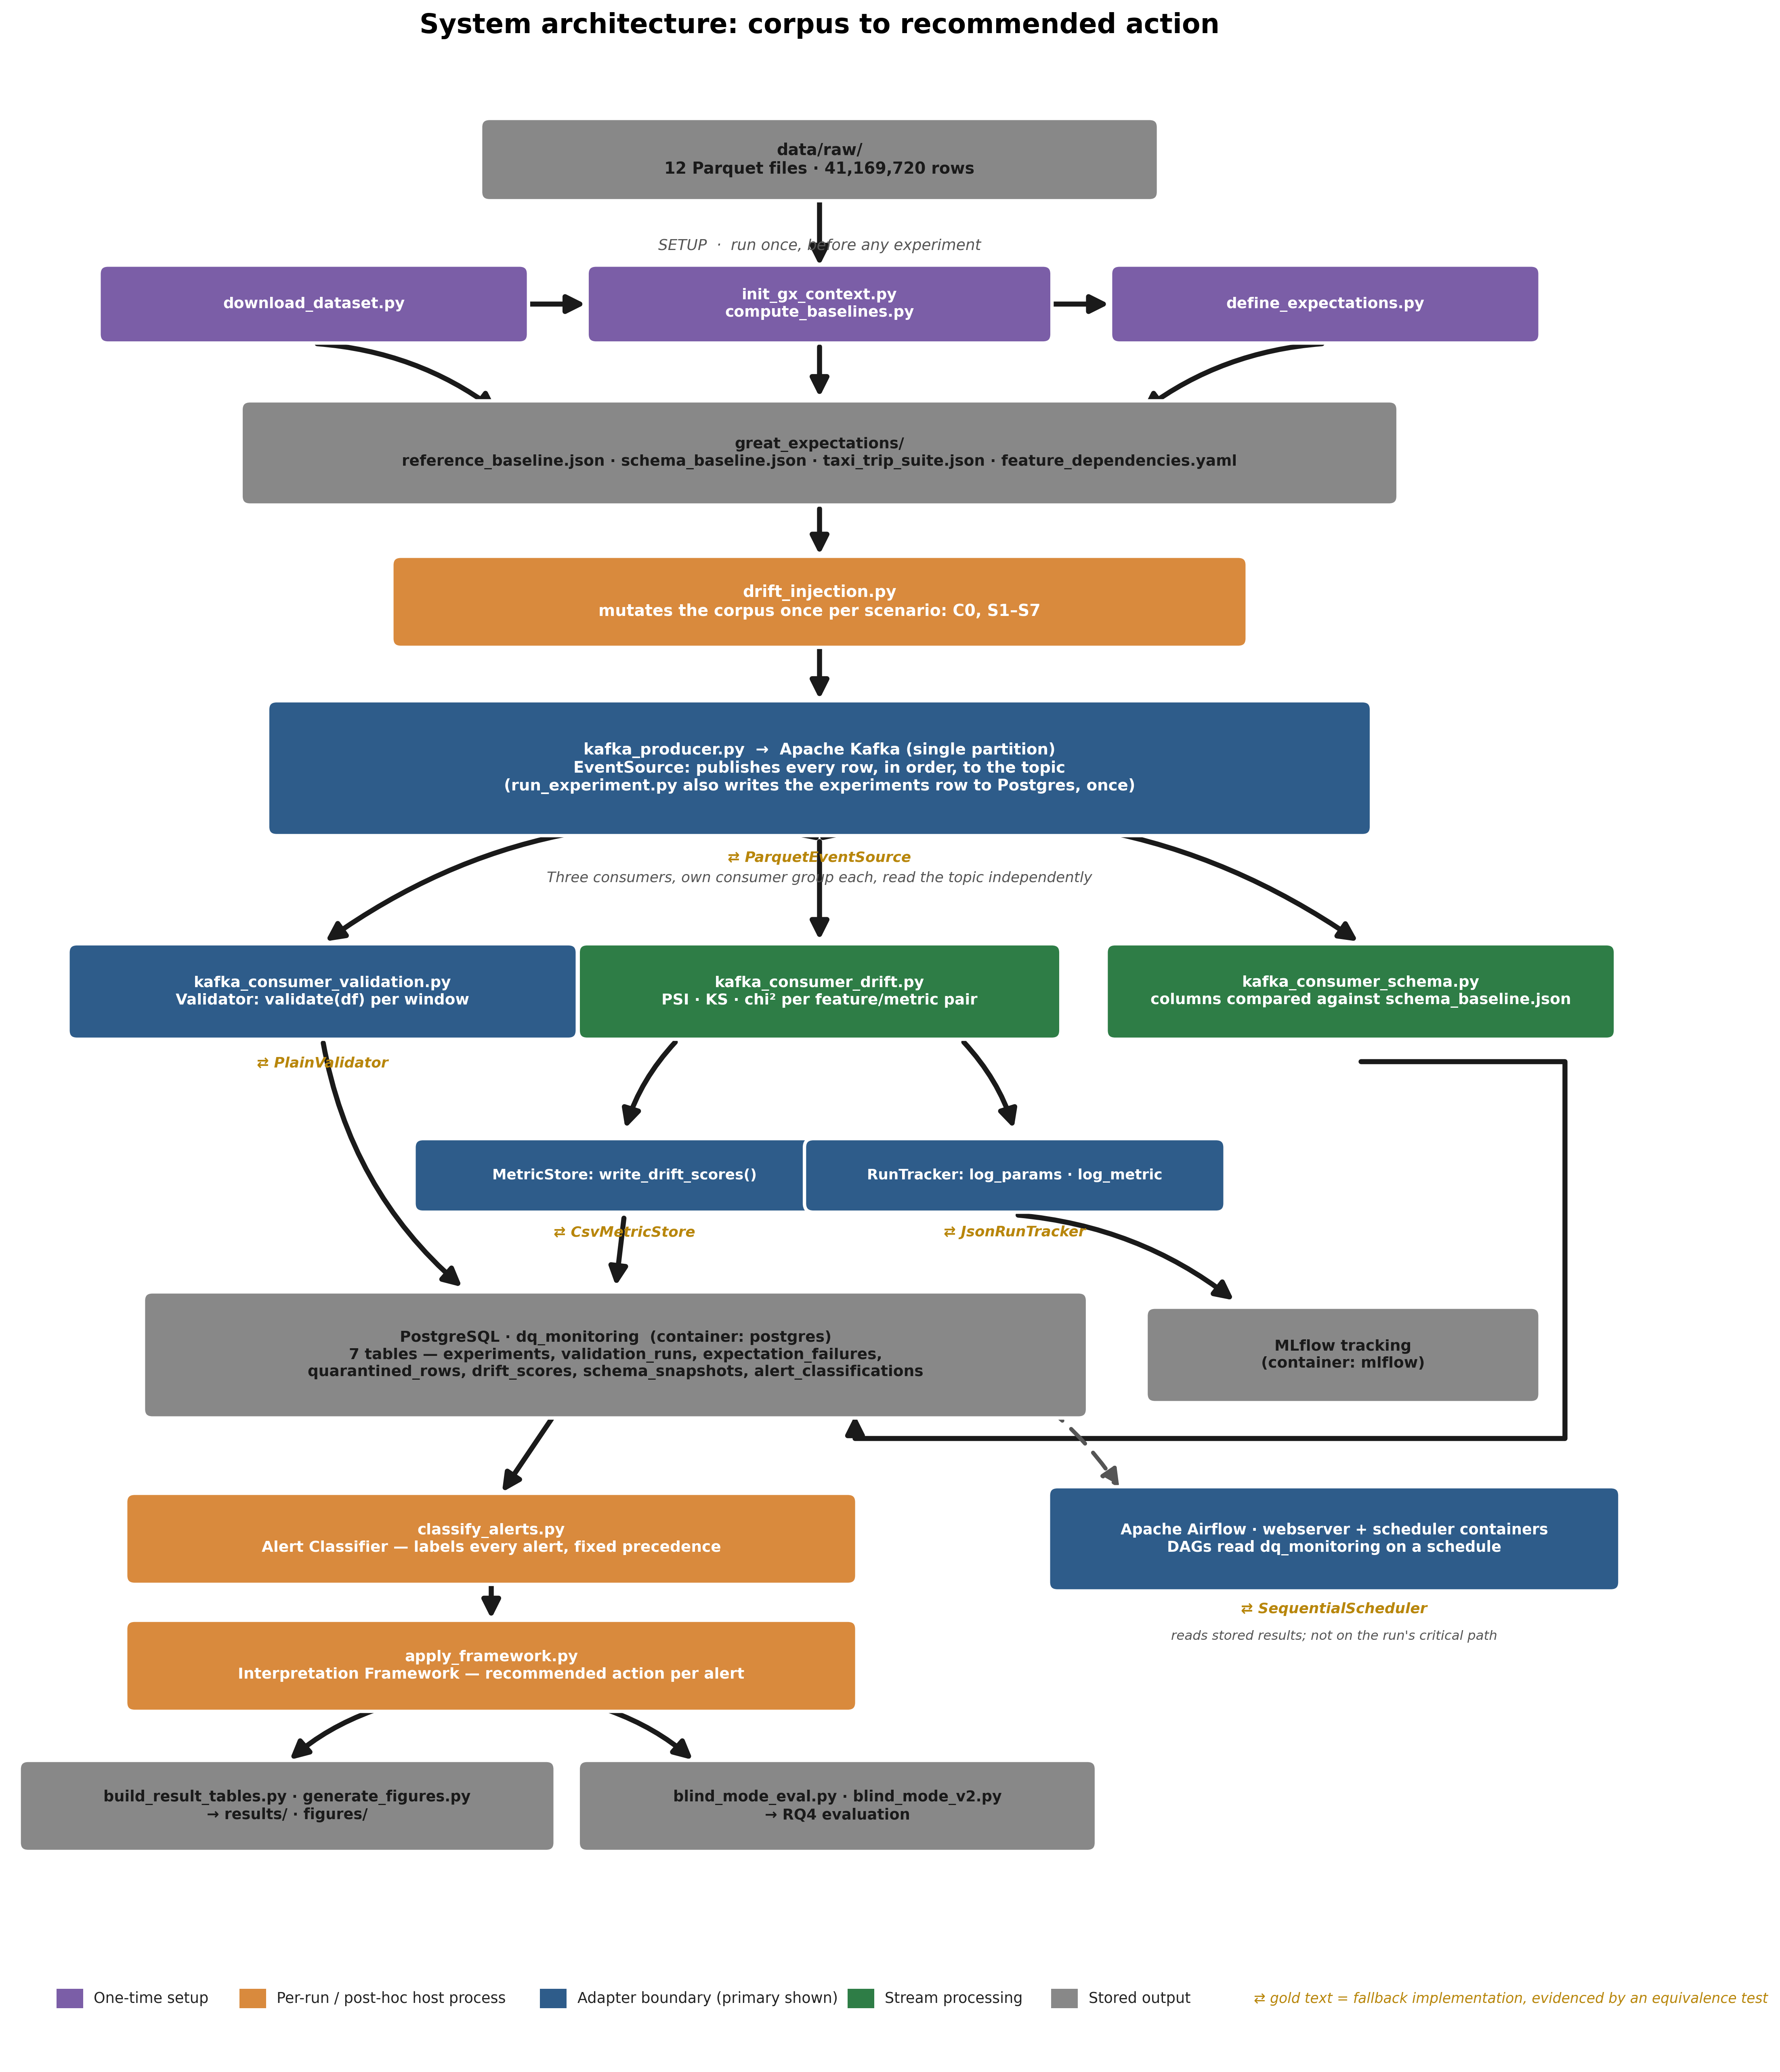 System architecture: corpus to recommended action
data/raw/
12 Parquet files · 41,169,720 rows
SETUP · run once, before any experiment
download_dataset.py
init_gx_context.py
compute_baselines.py
define_expectations.py
great_expectations/
reference_baseline.json · schema_baseline.json · taxi_trip_suite.json · feature_dependencies.yaml
drift_injection.py
mutates the corpus once per scenario: C0, S1–S7
kafka_producer.py → Apache Kafka (single partition)
EventSource: publishes every row, in order, to the topic
(run_experiment.py also writes the experiments row to Postgres, once)
⇄ ParquetEventSource
Three consumers, own consumer group each, read the topic independently
kafka_consumer_validation.py
Validator: validate(df) per window
kafka_consumer_drift.py
PSI · KS · chi² per feature/metric pair
kafka_consumer_schema.py
columns compared against schema_baseline.json
⇄ PlainValidator
MetricStore: write_drift_scores()
RunTracker: log_params · log_metric
⇄ CsvMetricStore
⇄ JsonRunTracker
PostgreSQL · dq_monitoring (container: postgres)
7 tables — experiments, validation_runs, expectation_failures,
quarantined_rows, drift_scores, schema_snapshots, alert_classifications
MLflow tracking
(container: mlflow)
classify_alerts.py
Alert Classifier — labels every alert, fixed precedence
Apache Airflow · webserver + scheduler containers
DAGs read dq_monitoring on a schedule
⇄ SequentialScheduler
reads stored results; not on the run's critical path
apply_framework.py
Interpretation Framework — recommended action per alert
build_result_tables.py · generate_figures.py
→ results/ · figures/
blind_mode_eval.py · blind_mode_v2.py
→ RQ4 evaluation
One-time setup
Per-run / post-hoc host process
Adapter boundary (primary shown)
Stream processing
Stored output
⇄ gold text = fallback implementation, evidenced by an equivalence test